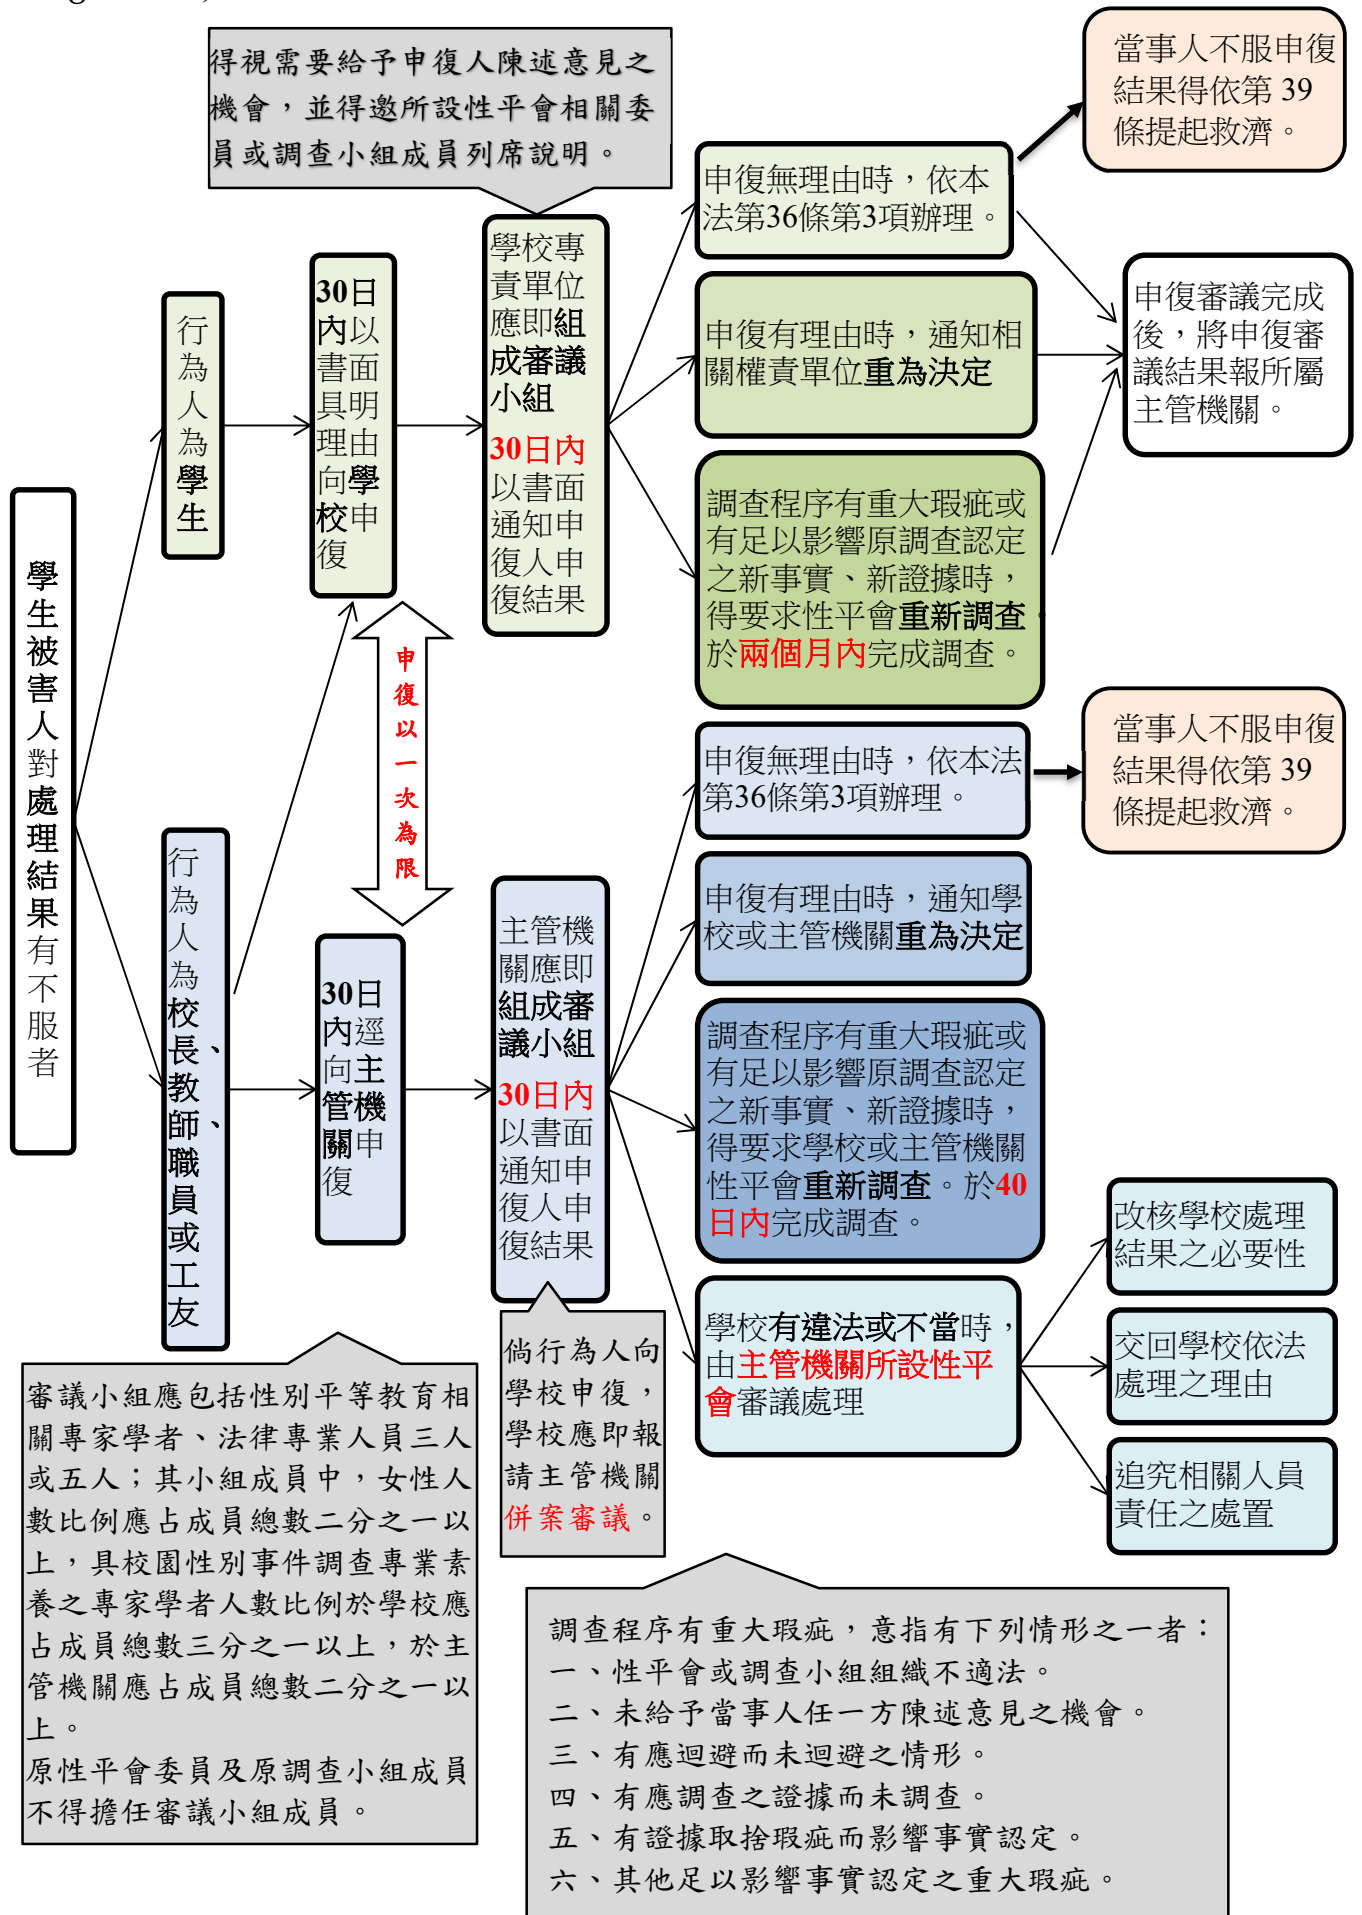 得視需要給予申復人陳述意見之
機會，並得邀所設性平會相關委
員或調查小組成員列席說明。
當事人不服申復
結果得依第 39
條提起救濟。
申復無理由時，依本
法第36條第3項辦理。
學校專
責單位
應即組
成審議
小組
30日內
以書面
通知申
復人申
復結果
30日
內以
書面
具明
理由
向學
校申
復
行
為
人
為
學
生
申復有理由時，通知相
關權責單位重為決定
申復審議完成
後，將申復審
議結果報所屬
主管機關。
調查程序有重大瑕疵或
有足以影響原調查認定
之新事實、新證據時，
得要求性平會重新調查，
於兩個月內完成調查。
學
生
被
害
人
對
處
理
結
果
有
不
服
者
申
復
以
一
次
為
限
申復無理由時，依本法
第36條第3項辦理。
當事人不服申復
結果得依第 39
條提起救濟。
行
為
人
為
校
長、
教
師、
職
員
或
工
友
30日
內逕
向主
管機
關申
復
主管機
關應即
組成審
議小組
30日內
以書面
通知申
復人申
復結果
申復有理由時，通知學
校或主管機關重為決定
調查程序有重大瑕疵或
有足以影響原調查認定
之新事實、新證據時，
得要求學校或主管機關
性平會重新調查。於40
日內完成調查。
學校有違法或不當時，
由主管機關所設性平
會審議處理
改核學校處理
結果之必要性
交回學校依法
處理之理由
追究相關人員
責任之處置
倘行為人向
學校申復，
學校應即報
請主管機關
併案審議。
審議小組應包括性別平等教育相
關專家學者、法律專業人員三人
或五人；其小組成員中，女性人
數比例應占成員總數二分之一以
上，具校園性別事件調查專業素
養之專家學者人數比例於學校應
占成員總數三分之一以上，於主
管機關應占成員總數二分之一以
上。
原性平會委員及原調查小組成員
不得擔任審議小組成員。
調查程序有重大瑕疵，意指有下列情形之一者：
一、性平會或調查小組組織不適法。
二、未給予當事人任一方陳述意見之機會。
三、有應迴避而未迴避之情形。
四、有應調查之證據而未調查。
五、有證據取捨瑕疵而影響事實認定。
六、其他足以影響事實認定之重大瑕疵。